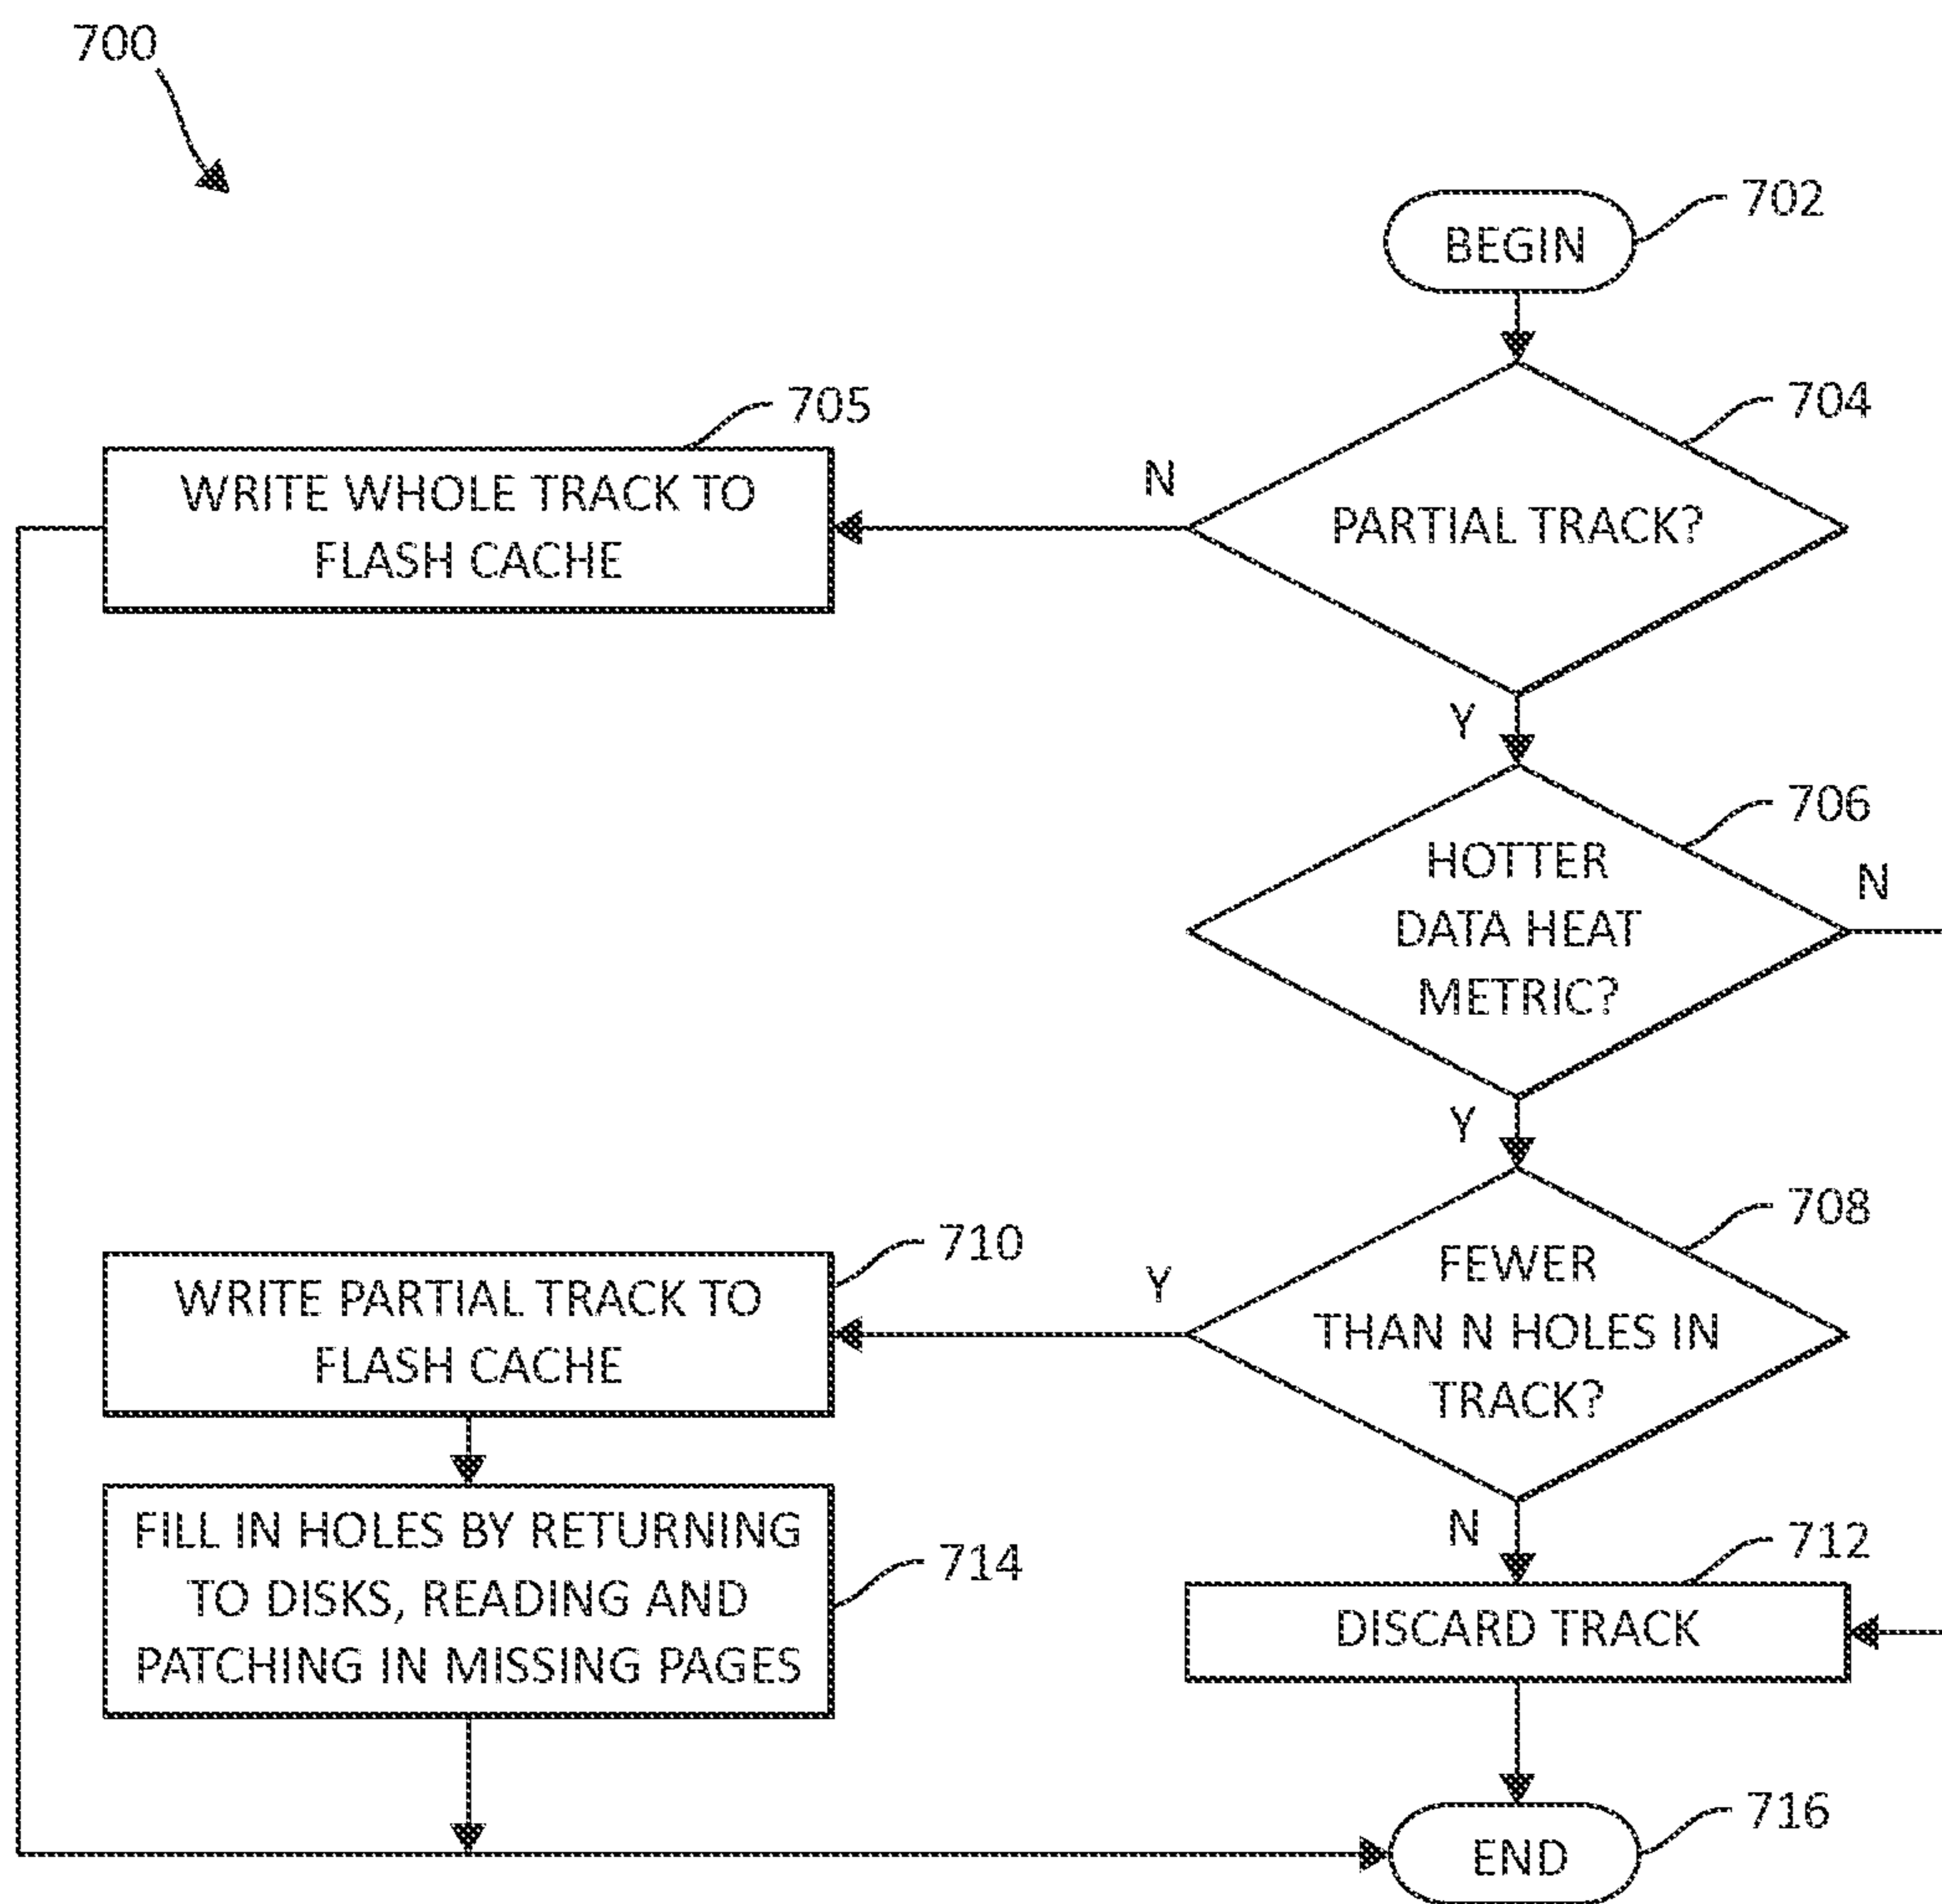 700
BEGIN
702
PARTIAL TRACK?
704
N
705
WRITE WHOLE TRACK TO
FLASH CACHE
Y
HOTTER
DATA HEAT
METRIC?
706
N
Y
FEWER
THAN N HOLES IN
TRACK?
708
Y
710
WRITE PARTIAL TRACK TO
FLASH CACHE
N
FILL IN HOLES BY RETURNING
TO DISKS, READING AND
PATCHING IN MISSING PAGES
714
DISCARD TRACK
712
END
716